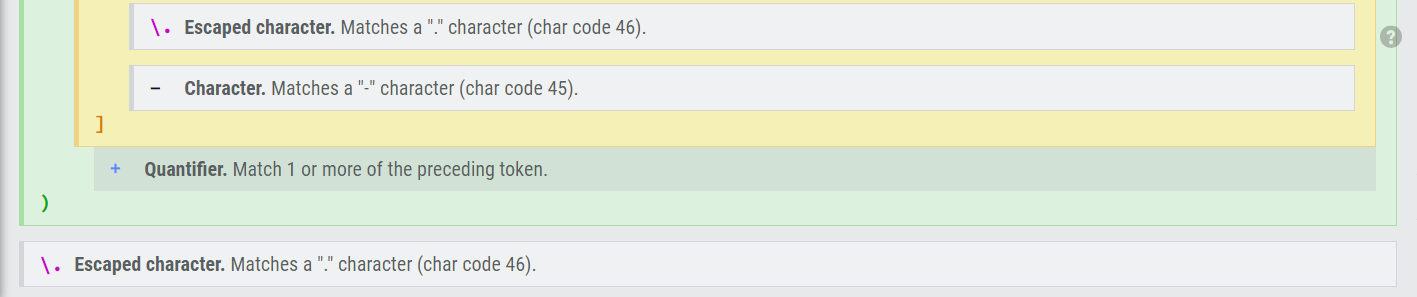 \. Escaped character. Matches a "." character (char code 46).
?
- Character. Matches a "-" character (char code 45).
]
+ Quantifier. Match 1 or more of the preceding token.
)
\. Escaped character. Matches a "." character (char code 46).